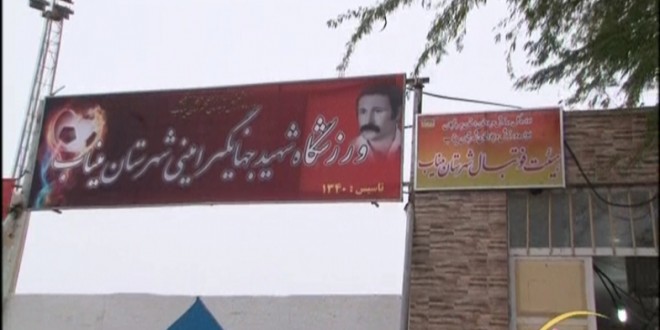 ورزشگاه شهید جهانگیر امینی شهرستان میناب
تاسیس : ۱۳۴۰
هیئت فوتبال شهرستان میناب